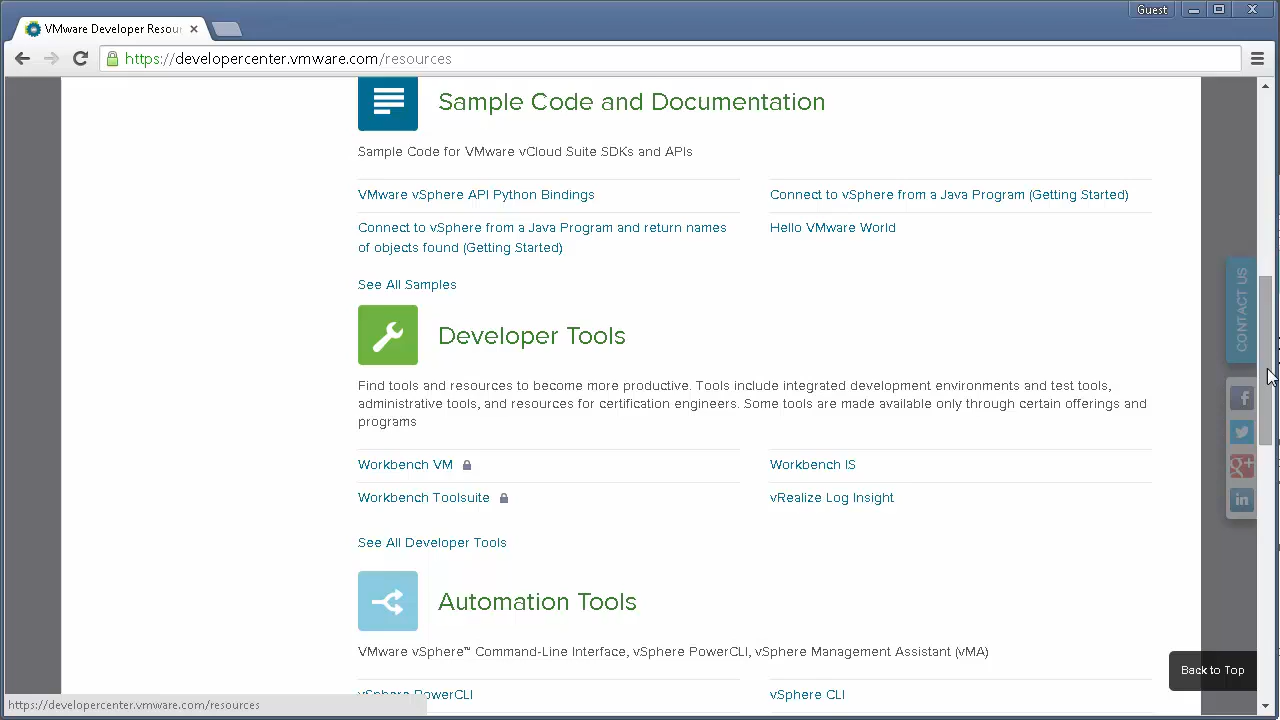 Guest
VMware Developer Resour
https://developercenter.vmware.com/resources
Sample Code and Documentation
Sample Code for VMware vCloud Suite SDKs and APIs
VMware vSphere API Python Bindings
Connect to vSphere from a Java Program (Getting Started)
Connect to vSphere from a Java Program and return names
of objects found (Getting Started)
Hello VMware World
See All Samples
CONTACT US
Developer Tools
Find tools and resources to become more productive. Tools include integrated development environments and test tools,
administrative tools, and resources for certification engineers. Some tools are made available only through certain offerings and
programs
Workbench VM
Workbench IS
Workbench Toolsuite
vRealize Log Insight
See All Developer Tools
Automation Tools
VMware vSphere™ Command-Line Interface, vSphere PowerCLI, vSphere Management Assistant (vMA)
Back to Top
vSphere PowerCLI
vSphere CLI
https://developercenter.vmware.com/resources